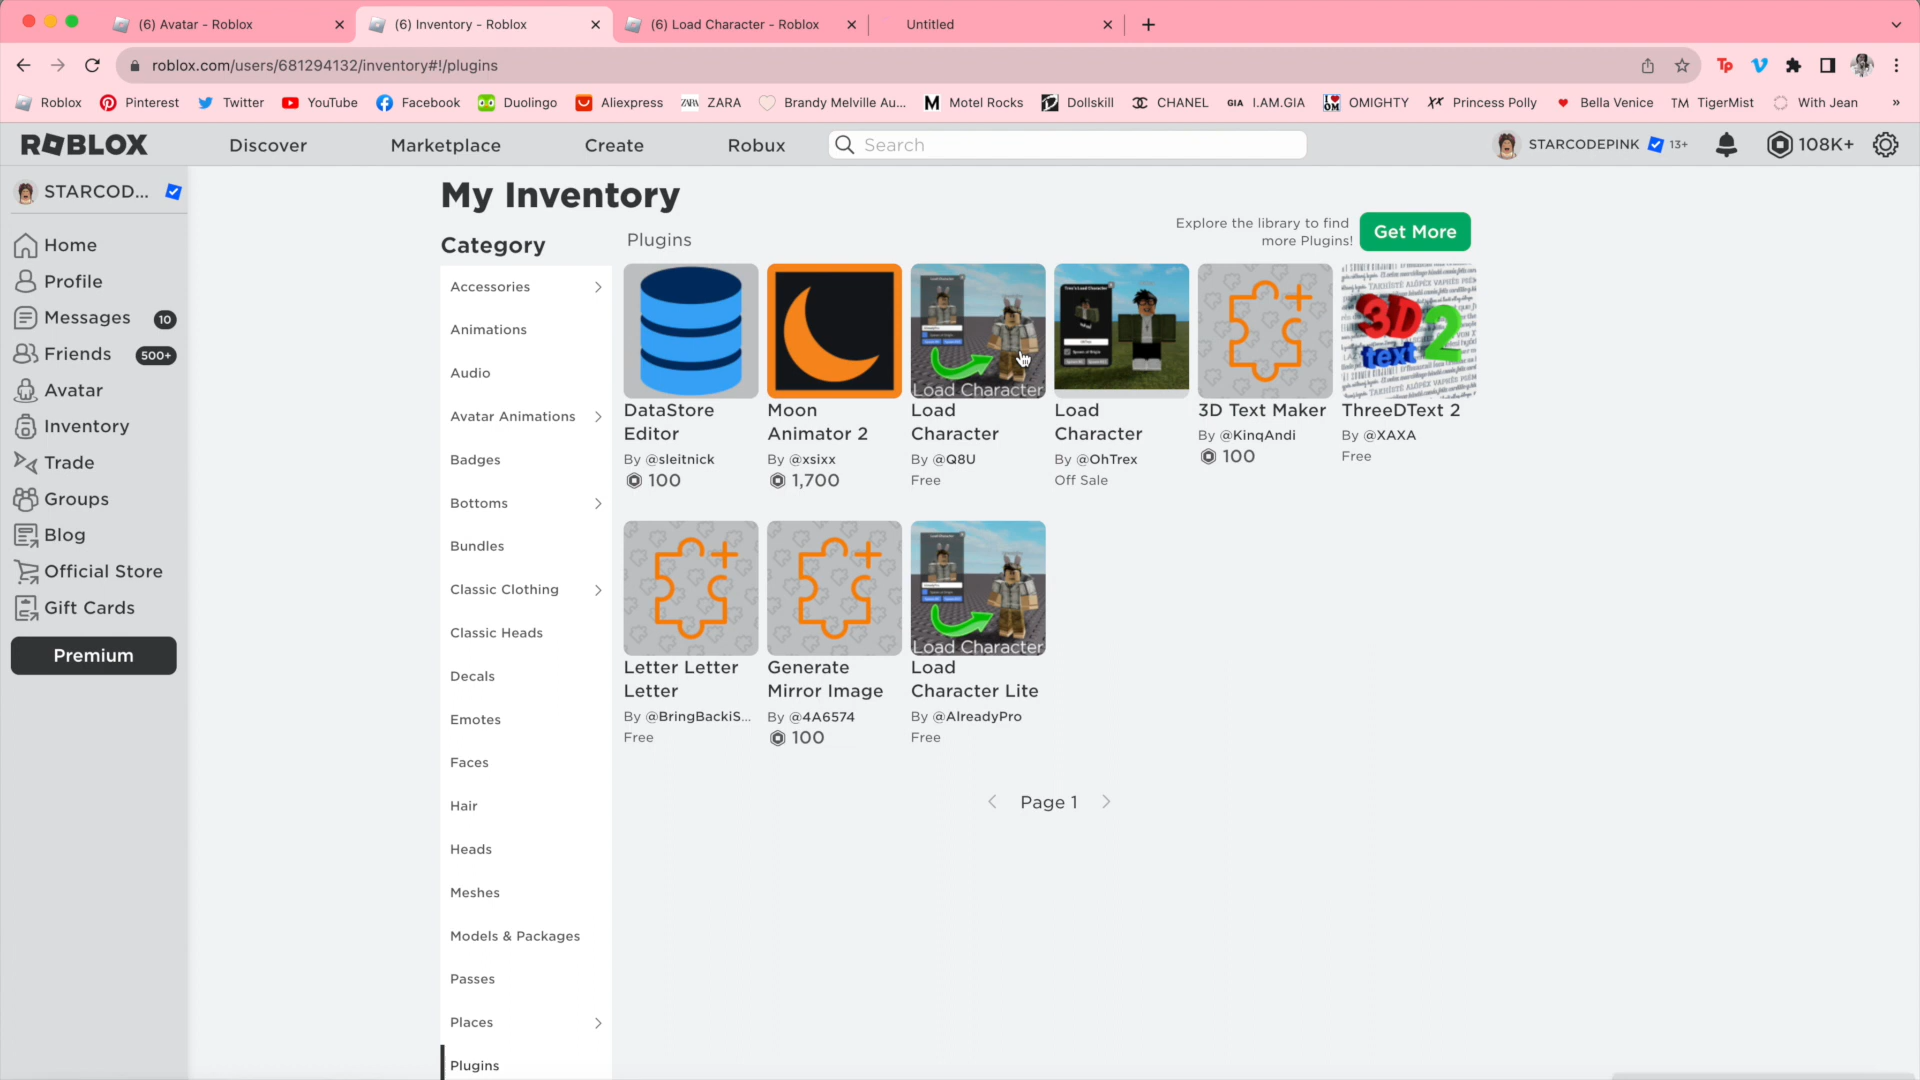 (6) Avatar - Roblox
(6) Inventory - Roblox
(6) Load Character - Roblox
Untitled
roblox.com/users/681294132/inventory#!/plugins
Roblox
Pinterest
Twitter
YouTube
Facebook
Duolingo
Aliexpress
ZARA
Brandy Melville Au...
Motel Rocks
Dollskill
CHANEL
GIA I.AM.GIA
OMIGHTY
Princess Polly
Bella Venice
TM TigerMist
With Jean
»
ROBLOX
Discover
Marketplace
Create
Robux
Search
STARCODEPINK 13+
108K+
STARCOD...
Home
Profile
Messages 10
Friends 500+
Avatar
Inventory
Trade
Groups
Blog
Official Store
Gift Cards
Premium
My Inventory
Category
Accessories
Animations
Audio
Avatar Animations
Badges
Bottoms
Bundles
Classic Clothing
Classic Heads
Decals
Emotes
Faces
Hair
Heads
Meshes
Models & Packages
Passes
Places
Plugins
Plugins
Explore the library to find
more Plugins!
Get More
DataStore
Editor
By @sleitnick
100
Moon
Animator 2
By @xsixx
1,700
Load Character
Load
Character
By @Q8U
Free
Load
Character
By @OhTrex
Off Sale
3D Text Maker
By @KinqAndi
100
3D text 2
ThreeDText 2
By @XAXA
Free
Letter Letter
Letter
By @BringBackiS...
Free
Generate
Mirror Image
By @4A6574
100
Load Character
Load
Character Lite
By @AlreadyPro
Free
Page 1